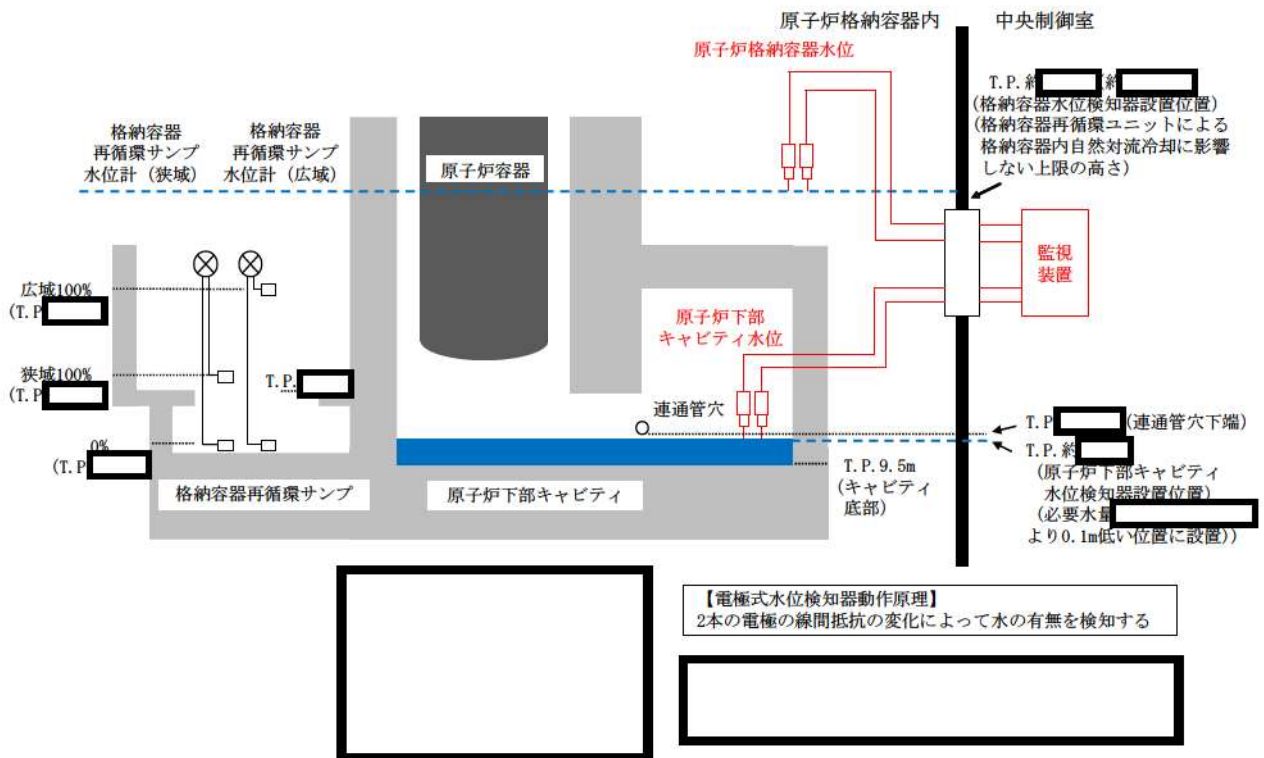 原子炉格納容器内
中央制御室
原子炉格納容器水位
T.P.約 (約
(格納容器水位検知器設置位置)
(格納容器再循環ユニットによる
格納容器内自然対流冷却に影響
しない上限の高さ)
格納容器
再循環サンプ
水位計(狭域)
格納容器
再循環サンプ
水位計(広域)
原子炉容器
監視
装置
広域100%
(T.P
原子炉下部
キャビティ水位
狭域100%
(T.P
T.P.
連通管穴
T.P (連通管穴下端)
0%
(T.P
T.P.約
(原子炉下部キャビティ
水位検知器設置位置)
(必要水量
より0.1m低い位置に設置))
T.P.9.5m
(キャビティ
底部)
格納容器再循環サンプ
原子炉下部キャビティ
【電極式水位検知器動作原理】
2本の電極の線間抵抗の変化によって水の有無を検知する